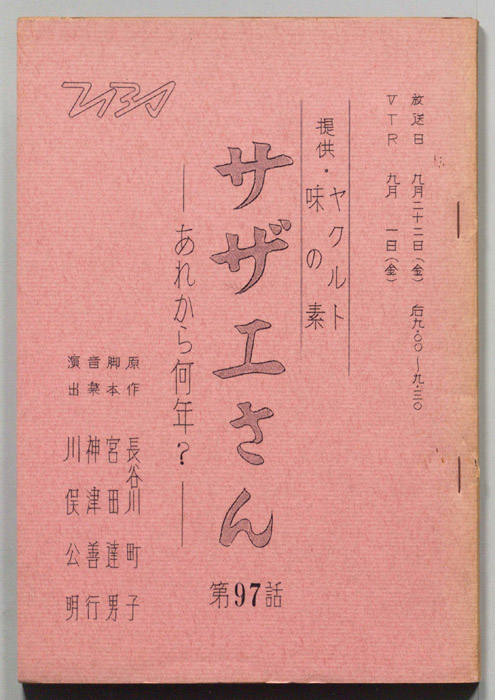 放送日 九月二十二日(金) 后九・〇〇〜九・三〇
VTR 九月 一日(金)
提供・ヤクルト
味の素
サザエさん
―あれから何年？―
第97話
TBS
原作 長谷川町子
脚本 宮田達男
音楽 神津善行
演出 川俣公明